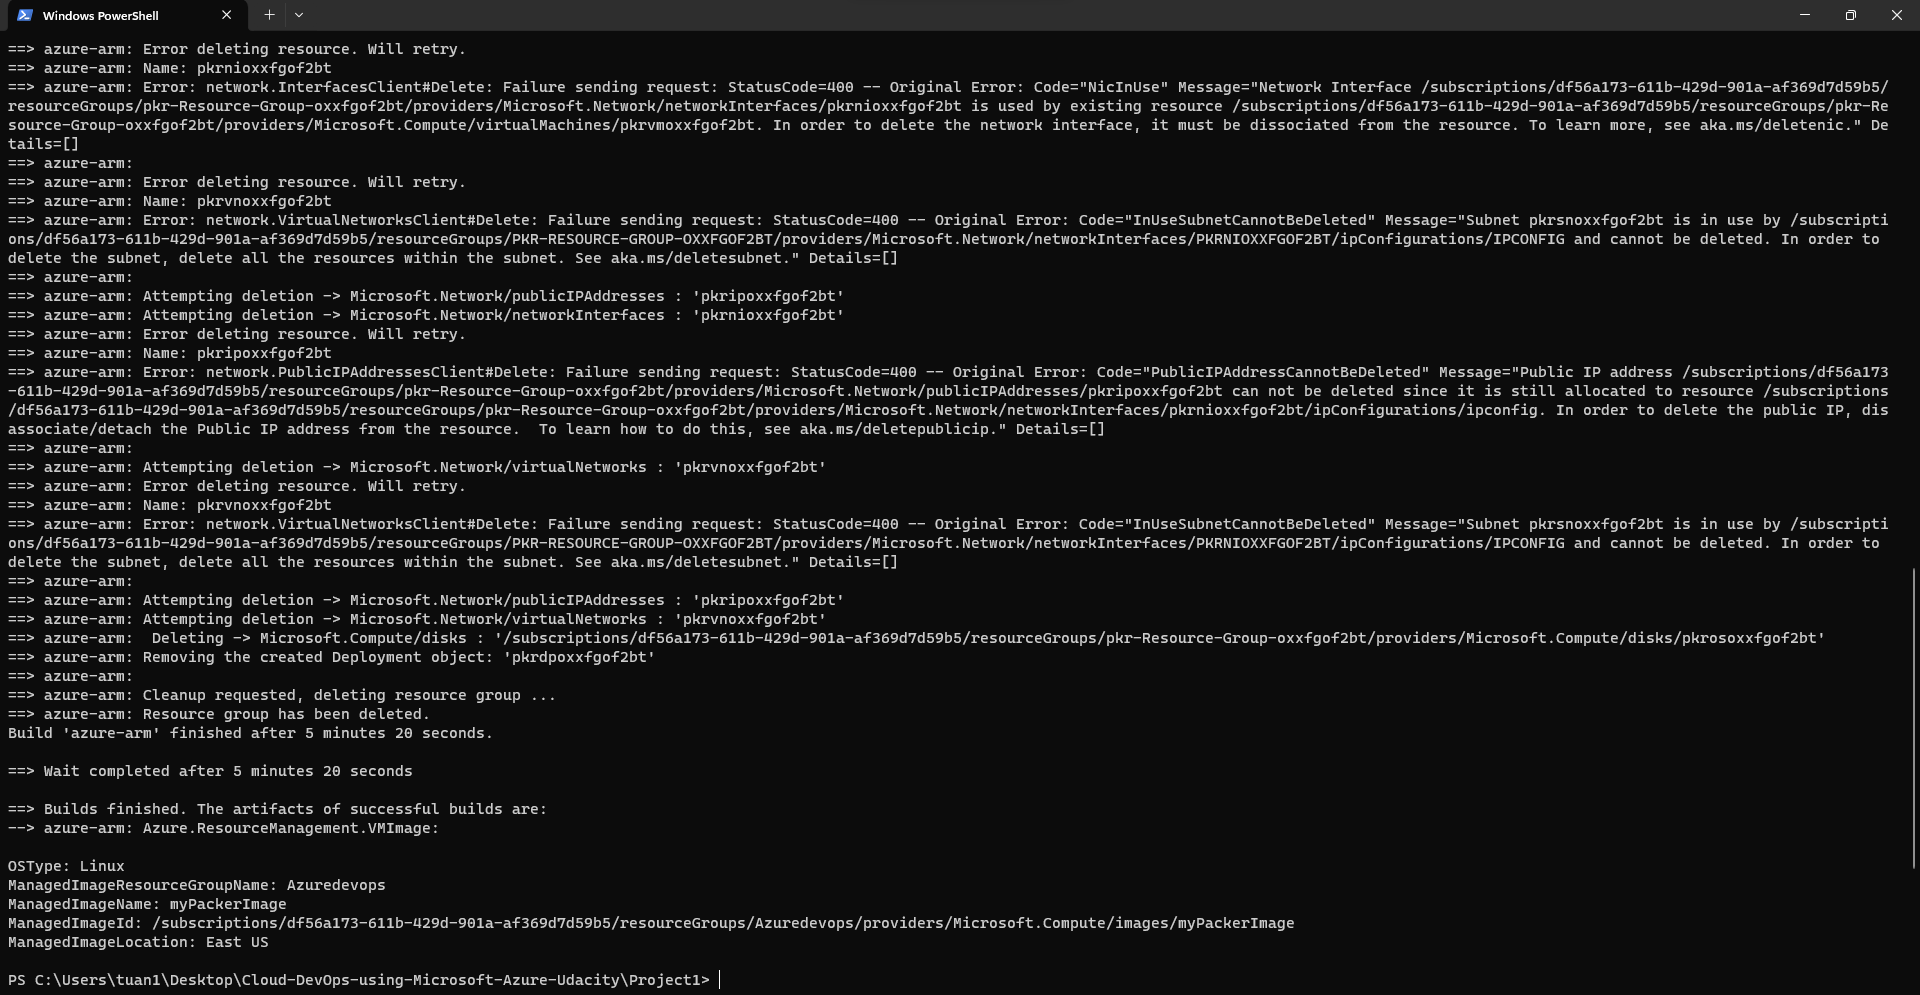 Windows PowerShell
==> azure-arm: Error deleting resource. Will retry.
==> azure-arm: Name: pkrnioxxfgof2bt
==> azure-arm: Error: network.InterfacesClient#Delete: Failure sending request: StatusCode=400 -- Original Error: Code="NicInUse" Message="Network Interface /subscriptions/df56a173-611b-429d-901a-af369d7d59b5/
resourceGroups/pkr-Resource-Group-oxxfgof2bt/providers/Microsoft.Network/networkInterfaces/pkrnioxxfgof2bt is used by existing resource /subscriptions/df56a173-611b-429d-901a-af369d7d59b5/resourceGroups/pkr-Re
source-Group-oxxfgof2bt/providers/Microsoft.Compute/virtualMachines/pkrvmoxxfgof2bt. In order to delete the network interface, it must be dissociated from the resource. To learn more, see aka.ms/deletenic." De
tails=[]
==> azure-arm:
==> azure-arm: Error deleting resource. Will retry.
==> azure-arm: Name: pkrvnoxxfgof2bt
==> azure-arm: Error: network.VirtualNetworksClient#Delete: Failure sending request: StatusCode=400 -- Original Error: Code="InUseSubnetCannotBeDeleted" Message="Subnet pkrsnoxxfgof2bt is in use by /subscripti
ons/df56a173-611b-429d-901a-af369d7d59b5/resourceGroups/PKR-RESOURCE-GROUP-OXXFGOF2BT/providers/Microsoft.Network/networkInterfaces/PKRNIOXXFGOF2BT/ipConfigurations/IPCONFIG and cannot be deleted. In order to
delete the subnet, delete all the resources within the subnet. See aka.ms/deletesubnet." Details=[]
==> azure-arm:
==> azure-arm: Attempting deletion -> Microsoft.Network/publicIPAddresses : 'pkripoxxfgof2bt'
==> azure-arm: Attempting deletion -> Microsoft.Network/networkInterfaces : 'pkrnioxxfgof2bt'
==> azure-arm: Error deleting resource. Will retry.
==> azure-arm: Name: pkripoxxfgof2bt
==> azure-arm: Error: network.PublicIPAddressesClient#Delete: Failure sending request: StatusCode=400 -- Original Error: Code="PublicIPAddressCannotBeDeleted" Message="Public IP address /subscriptions/df56a173
-611b-429d-901a-af369d7d59b5/resourceGroups/pkr-Resource-Group-oxxfgof2bt/providers/Microsoft.Network/publicIPAddresses/pkripoxxfgof2bt can not be deleted since it is still allocated to resource /subscriptions
/df56a173-611b-429d-901a-af369d7d59b5/resourceGroups/pkr-Resource-Group-oxxfgof2bt/providers/Microsoft.Network/networkInterfaces/pkrnioxxfgof2bt/ipConfigurations/ipconfig. In order to delete the public IP, dis
associate/detach the Public IP address from the resource.  To learn how to do this, see aka.ms/deletepublicip." Details=[]
==> azure-arm:
==> azure-arm: Attempting deletion -> Microsoft.Network/virtualNetworks : 'pkrvnoxxfgof2bt'
==> azure-arm: Error deleting resource. Will retry.
==> azure-arm: Name: pkrvnoxxfgof2bt
==> azure-arm: Error: network.VirtualNetworksClient#Delete: Failure sending request: StatusCode=400 -- Original Error: Code="InUseSubnetCannotBeDeleted" Message="Subnet pkrsnoxxfgof2bt is in use by /subscripti
ons/df56a173-611b-429d-901a-af369d7d59b5/resourceGroups/PKR-RESOURCE-GROUP-OXXFGOF2BT/providers/Microsoft.Network/networkInterfaces/PKRNIOXXFGOF2BT/ipConfigurations/IPCONFIG and cannot be deleted. In order to
delete the subnet, delete all the resources within the subnet. See aka.ms/deletesubnet." Details=[]
==> azure-arm:
==> azure-arm: Attempting deletion -> Microsoft.Network/publicIPAddresses : 'pkripoxxfgof2bt'
==> azure-arm: Attempting deletion -> Microsoft.Network/virtualNetworks : 'pkrvnoxxfgof2bt'
==> azure-arm:  Deleting -> Microsoft.Compute/disks : '/subscriptions/df56a173-611b-429d-901a-af369d7d59b5/resourceGroups/pkr-Resource-Group-oxxfgof2bt/providers/Microsoft.Compute/disks/pkrosoxxfgof2bt'
==> azure-arm: Removing the created Deployment object: 'pkrdpoxxfgof2bt'
==> azure-arm:
==> azure-arm: Cleanup requested, deleting resource group ...
==> azure-arm: Resource group has been deleted.
Build 'azure-arm' finished after 5 minutes 20 seconds.
==> Wait completed after 5 minutes 20 seconds
==> Builds finished. The artifacts of successful builds are:
--> azure-arm: Azure.ResourceManagement.VMImage:
OSType: Linux
ManagedImageResourceGroupName: Azuredevops
ManagedImageName: myPackerImage
ManagedImageId: /subscriptions/df56a173-611b-429d-901a-af369d7d59b5/resourceGroups/Azuredevops/providers/Microsoft.Compute/images/myPackerImage
ManagedImageLocation: East US
PS C:\Users\tuan1\Desktop\Cloud-DevOps-using-Microsoft-Azure-Udacity\Project1>